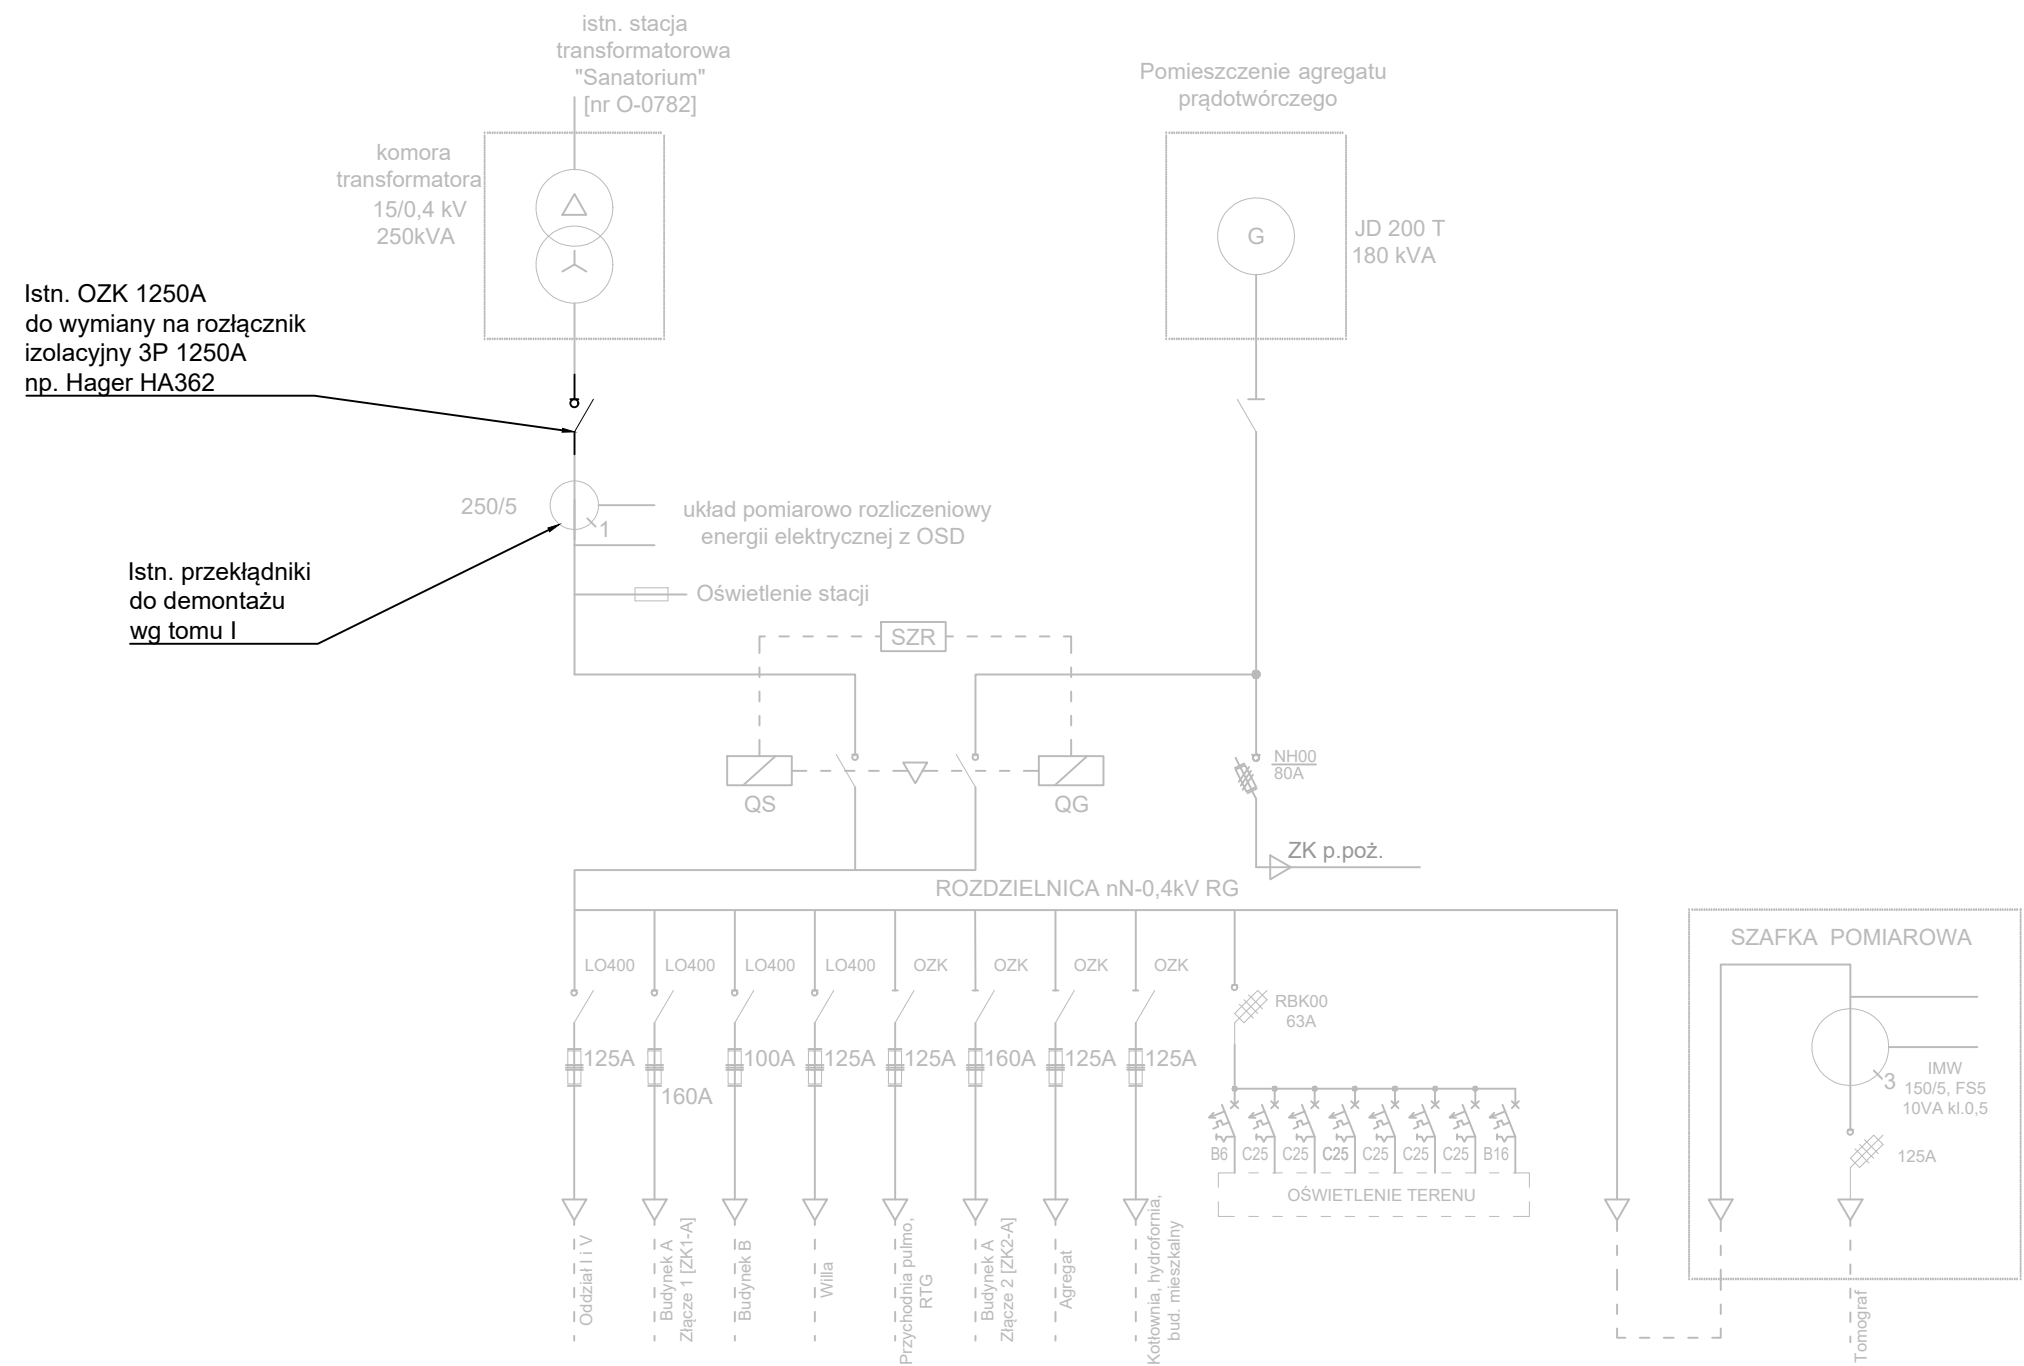 istn. stacja
transformatorowa
"Sanatorium"
[nr O-0782]
Pomieszczenie agregatu
prądotwórczego
komora
transformatora
15/0,4 kV
250kVA
G
JD 200 T
180 kVA
Istn. OZK 1250A
do wymiany na rozłącznik
izolacyjny 3P 1250A
np. Hager HA362
250/5
1
układ pomiarowo rozliczeniowy
energii elektrycznej z OSD
Istn. przekłądniki
do demontażu
wg tomu I
Oświetlenie stacji
SZR
QS
QG
NH00
80A
ZK p.poż.
ROZDZIELNICA nN-0,4kV RG
LO400
LO400
LO400
LO400
OZK
OZK
OZK
OZK
RBK00
63A
125A
160A
100A
125A
125A
160A
125A
125A
B6
C25
C25
C25
C25
C25
C25
B16
OŚWIETLENIE TERENU
SZAFKA POMIAROWA
3
IMW
150/5, FS5
10VA kl.0,5
125A
Oddział I i V
Budynek A
Złącze 1 [ZK1-A]
Budynek B
Willa
Przychodnia pulmo,
RTG
Budynek A
Złącze 2 [ZK2-A]
Agregat
Kotłownia, hydrofornia,
bud. mieszkalny
Tomograf